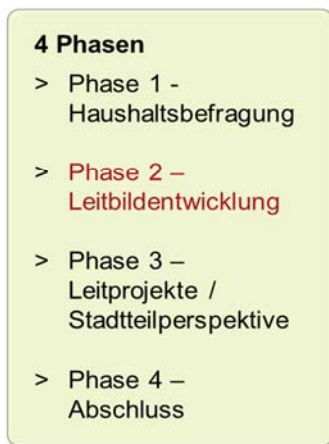 4 Phasen
> Phase 1 -
Haushaltsbefragung
> Phase 2 –
Leitbildentwicklung
> Phase 3 –
Leitprojekte /
Stadtteilperspektive
> Phase 4 –
Abschluss